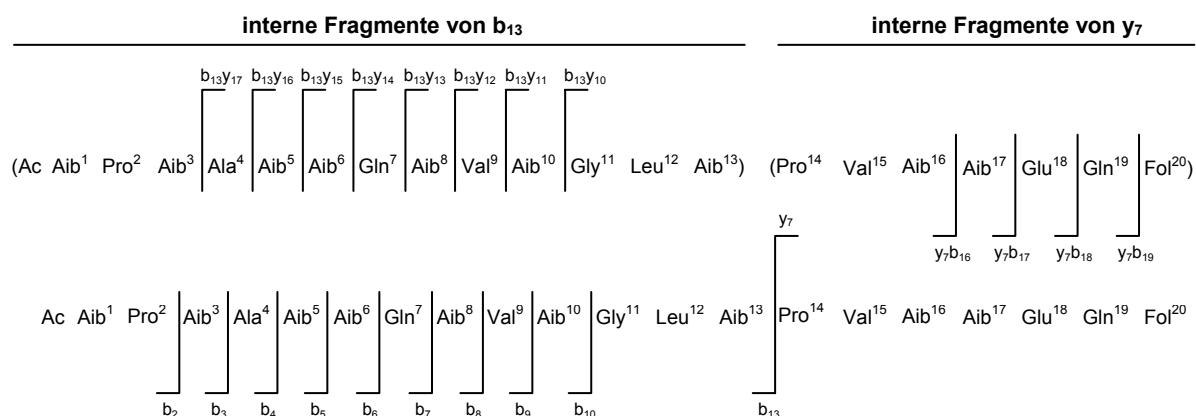 interne Fragmente von b₁₃ interne Fragmente von y₇
b₁₃y₁₇ b₁₃y₁₆ b₁₃y₁₅ b₁₃y₁₄ b₁₃y₁₃ b₁₃y₁₂ b₁₃y₁₁ b₁₃y₁₀
(Ac Aib¹ Pro² Aib³ Ala⁴ Aib⁵ Aib⁶ Gln⁷ Aib⁸ Val⁹ Aib¹⁰ Gly¹¹ Leu¹² Aib¹³) (Pro¹⁴ Val¹⁵ Aib¹⁶ Aib¹⁷ Glu¹⁸ Gln¹⁹ Fol²⁰)
y₇
y₇b₁₆ y₇b₁₇ y₇b₁₈ y₇b₁₉
Ac Aib¹ Pro² Aib³ Ala⁴ Aib⁵ Aib⁶ Gln⁷ Aib⁸ Val⁹ Aib¹⁰ Gly¹¹ Leu¹² Aib¹³ Pro¹⁴ Val¹⁵ Aib¹⁶ Aib¹⁷ Glu¹⁸ Gln¹⁹ Fol²⁰
b₂ b₃ b₄ b₅ b₆ b₇ b₈ b₉ b₁₀ b₁₃